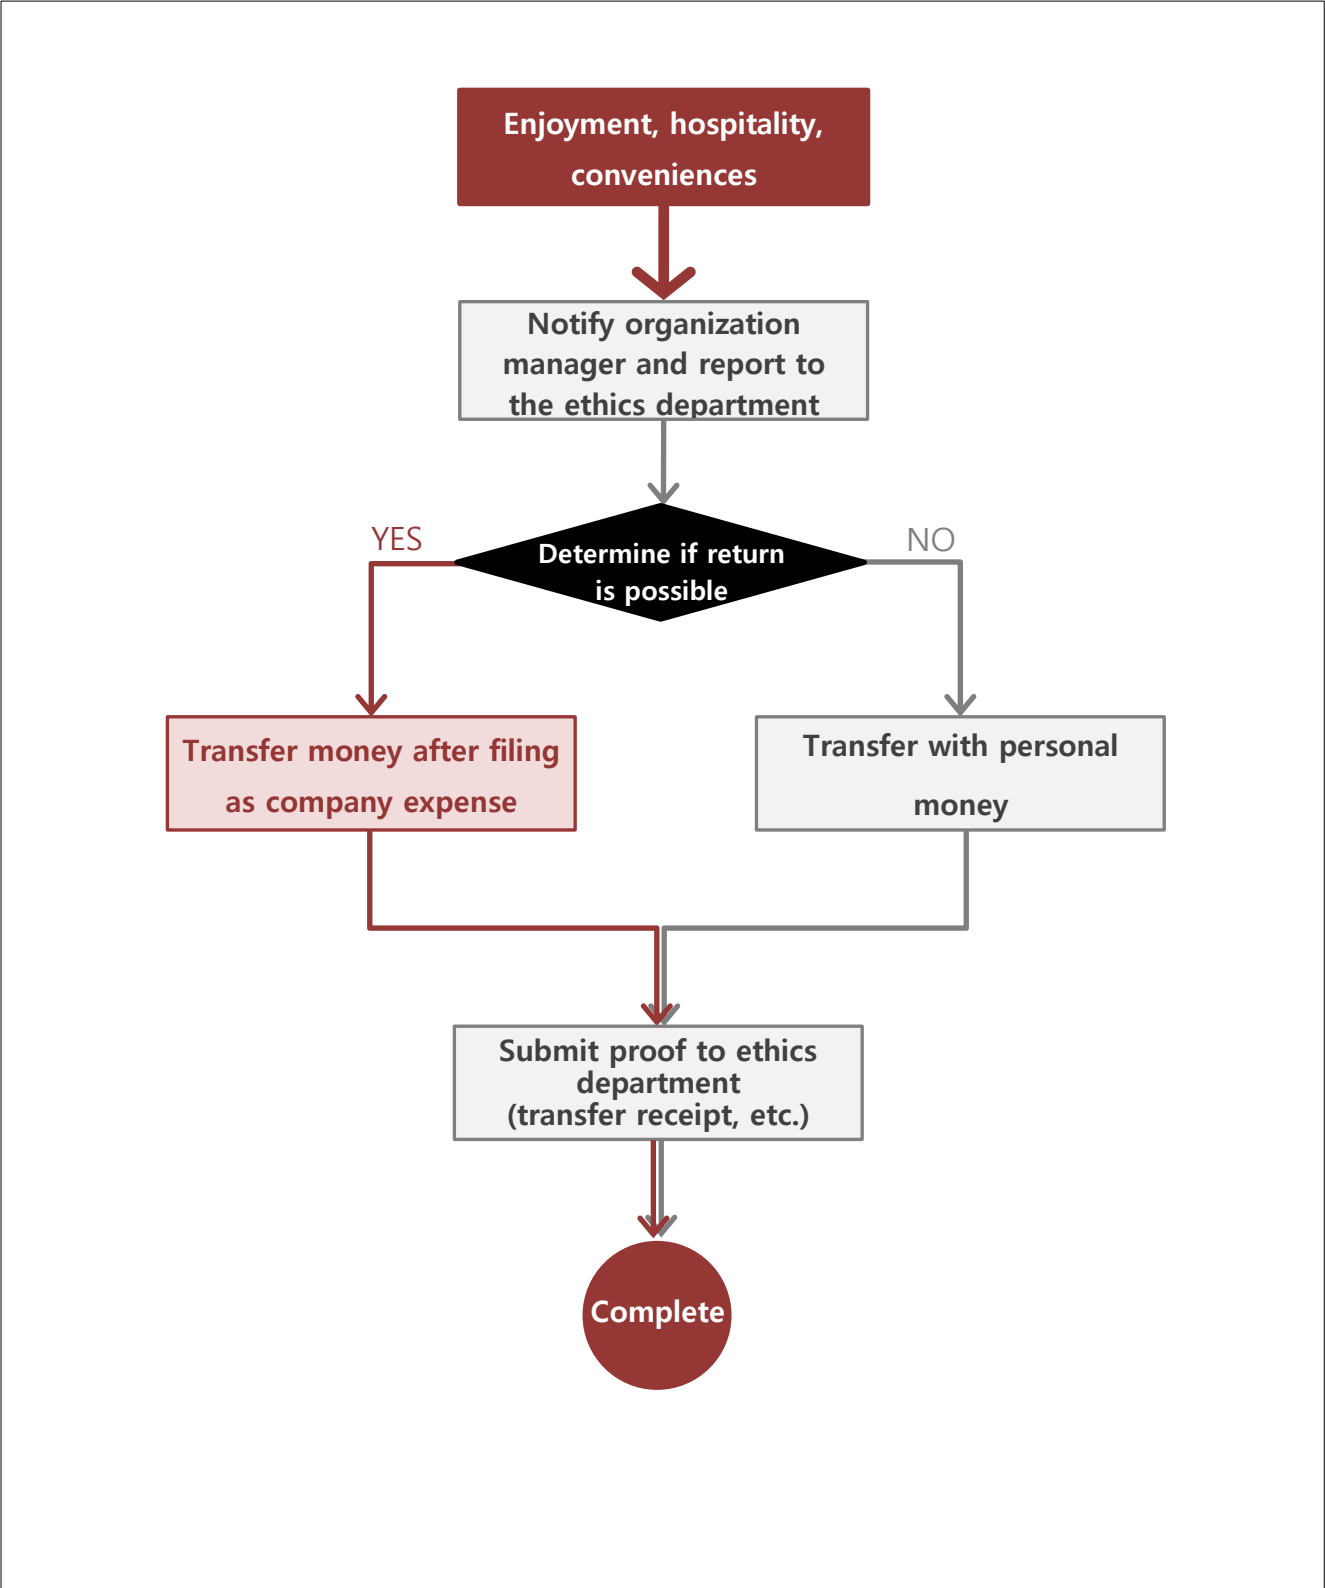 Enjoyment, hospitality,
conveniences
Notify organization
manager and report to
the ethics department
YES
NO
Determine if return
is possible
Transfer money after filing
as company expense
Transfer with personal
money
Submit proof to ethics
department
(transfer receipt, etc.)
Complete